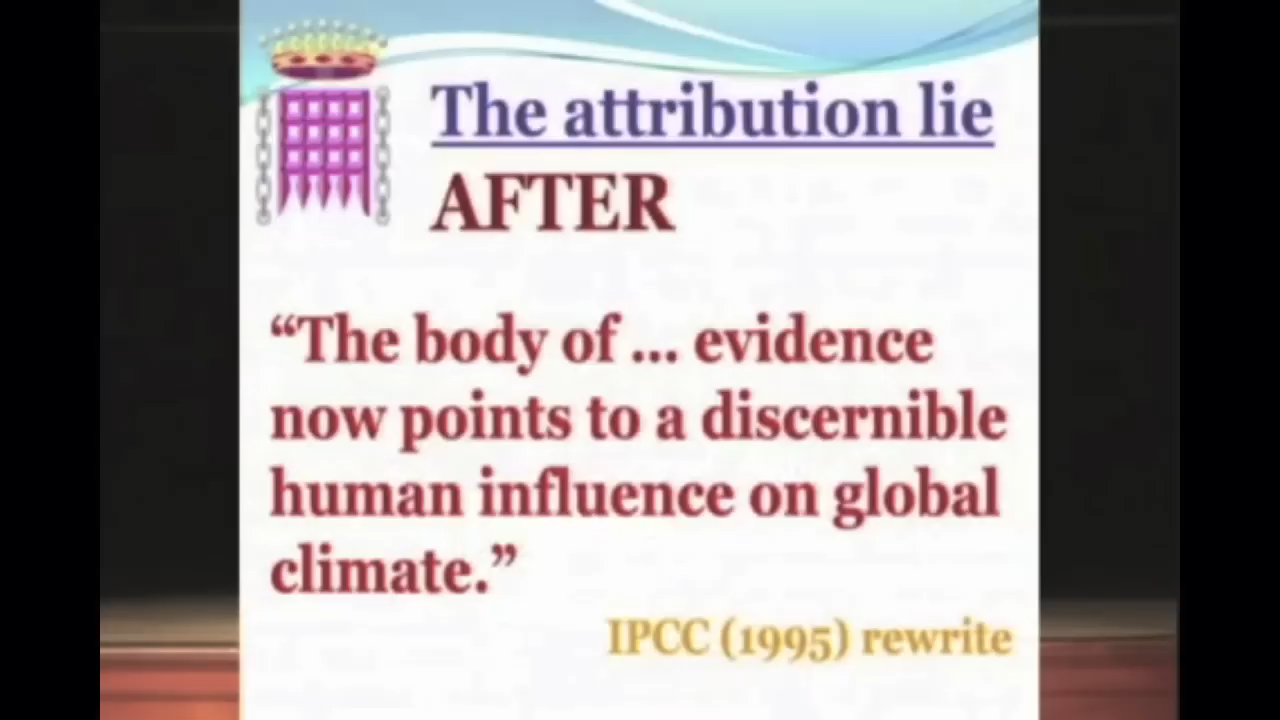 The attribution lie
AFTER
“The body of ... evidence
now points to a discernible
human influence on global
climate.”
IPCC (1995) rewrite